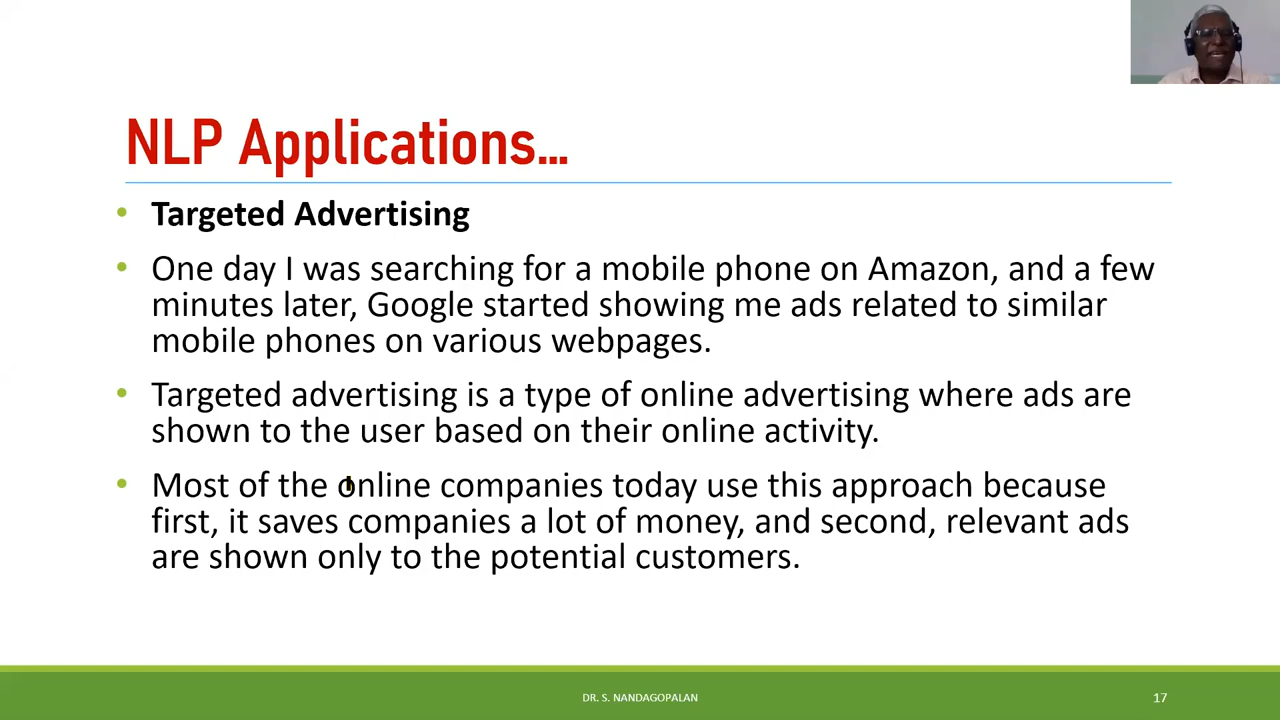 NLP Applications...
Targeted Advertising
One day I was searching for a mobile phone on Amazon, and a few
minutes later, Google started showing me ads related to similar
mobile phones on various webpages.
Targeted advertising is a type of online advertising where ads are
shown to the user based on their online activity.
Most of the online companies today use this approach because
first, it saves companies a lot of money, and second, relevant ads
are shown only to the potential customers.
DR. S. NANDAGOPALAN
17